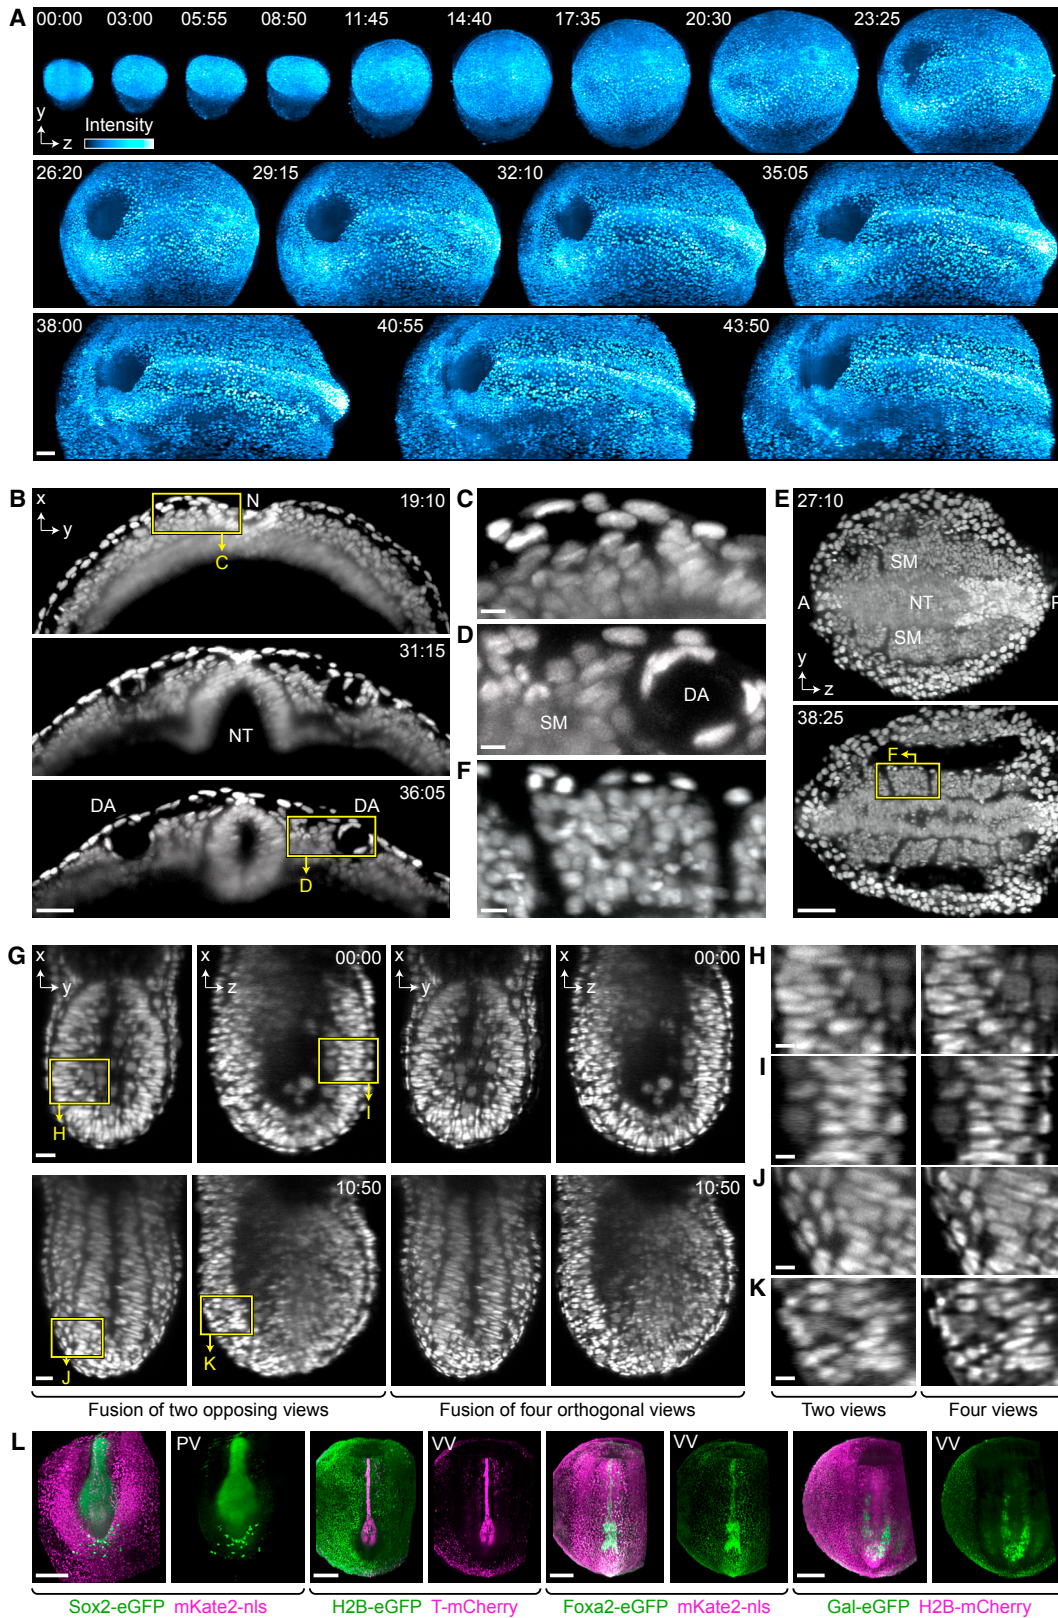 A
00:00 03:00 05:55 08:50 11:45 14:40 17:35 20:30 23:25
y
z
Intensity
26:20 29:15 32:10 35:05
38:00 40:55 43:50
B
x
y
N
19:10
C
31:15
NT
36:05
DA DA
D
C
D
SM
DA
F
E
27:10
SM
A
NT
P
SM
y
z
38:25
F
G
x
y
x
z
00:00
x
y
x
z
00:00
H
I
10:50
10:50
J
K
H
I
J
K
Fusion of two opposing views Fusion of four orthogonal views Two views Four views
L
PV VV VV VV
Sox2-eGFP mKate2-nls H2B-eGFP T-mCherry Foxa2-eGFP mKate2-nls Gal-eGFP H2B-mCherry